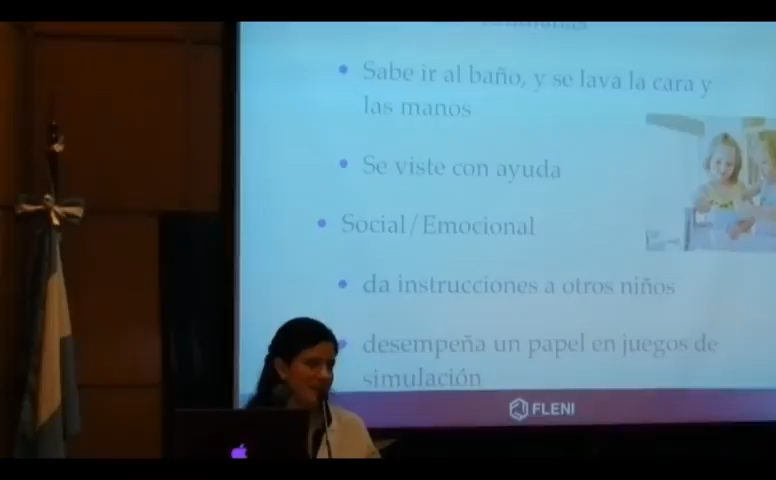 Sabe ir al baño, y se lava la cara y
las manos
Se viste con ayuda
Social/Emocional
da instrucciones a otros niños
desempeña un papel en juegos de
simulación
FLENI